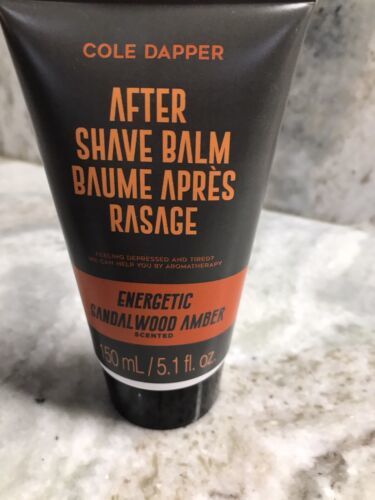 COLE DAPPER
AFTER
SHAVE BALM
BAUME APRÈS
RASAGE
FEELING DEPRESSED AND TIRED?
WE CAN HELP YOU BY AROMATHERAPY
ENERGETIC
SANDALWOOD AMBER
SCENTED
150 mL / 5.1 fl. oz.